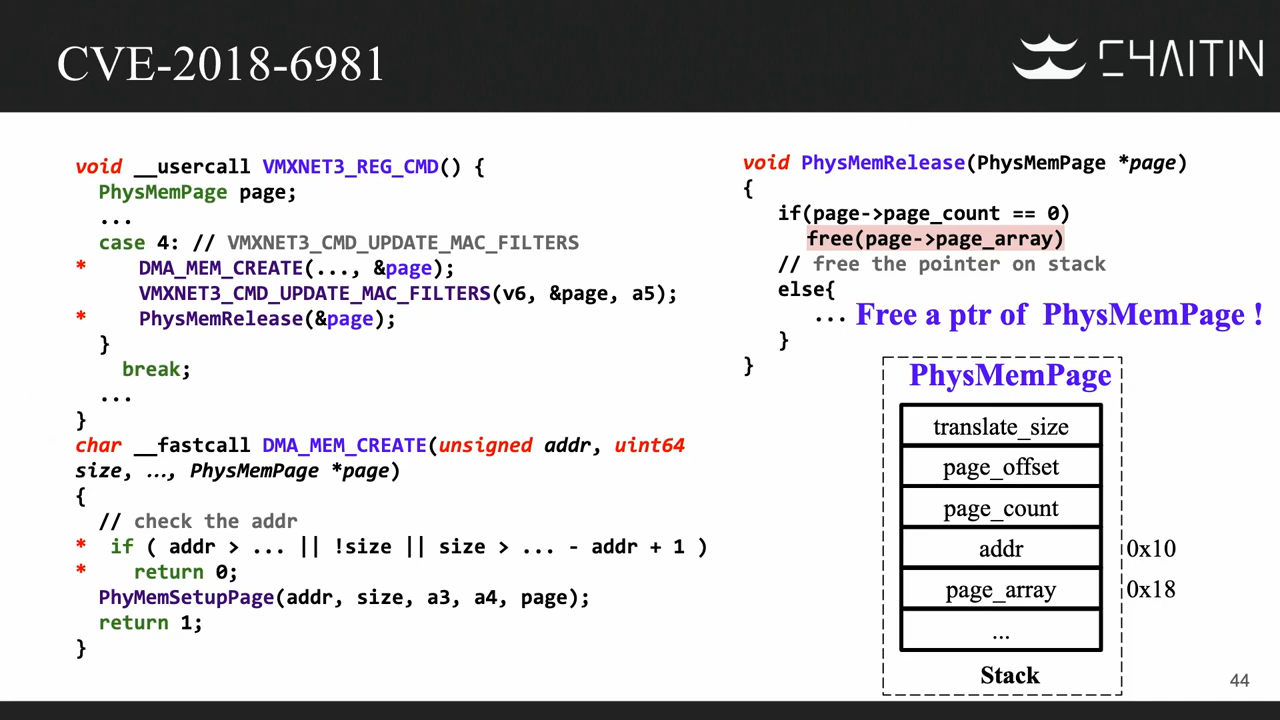 CVE-2018-6981
CHAITIN
void __usercall VMXNET3_REG_CMD() {
PhysMemPage page;
...
case 4: // VMXNET3_CMD_UPDATE_MAC_FILTERS
* DMA_MEM_CREATE(..., &page);
VMXNET3_CMD_UPDATE_MAC_FILTERS(v6, &page, a5);
* PhysMemRelease(&page);
}
break;
...
}
char __fastcall DMA_MEM_CREATE(unsigned addr, uint64
size, …, PhysMemPage *page)
{
// check the addr
* if ( addr > ... || !size || size > ... - addr + 1 )
* return 0;
PhyMemSetupPage(addr, size, a3, a4, page);
return 1;
}
void PhysMemRelease(PhysMemPage *page)
{
if(page->page_count == 0)
free(page->page_array)
// free the pointer on stack
else{
... Free a ptr of PhysMemPage !
}
}
PhysMemPage
translate_size
page_offset
page_count
addr 0x10
page_array 0x18
...
Stack
44